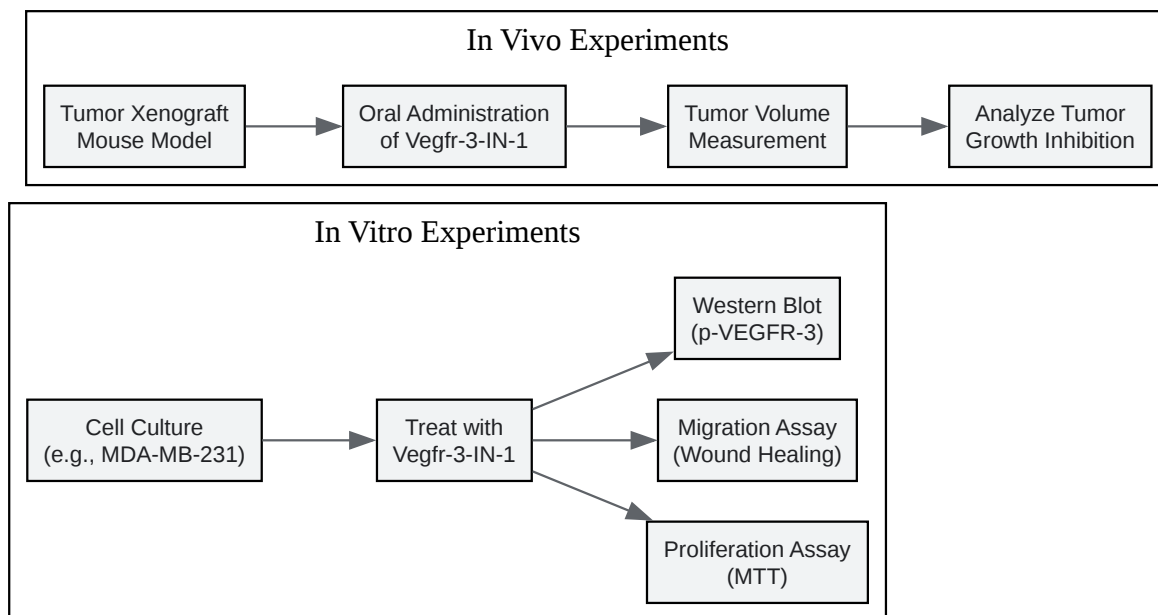 In Vivo Experiments
Tumor Xenograft
Mouse Model
Oral Administration
of Vegfr-3-IN-1
Tumor Volume
Measurement
Analyze Tumor
Growth Inhibition
In Vitro Experiments
Cell Culture
(e.g., MDA-MB-231)
Treat with
Vegfr-3-IN-1
Western Blot
(p-VEGFR-3)
Migration Assay
(Wound Healing)
Proliferation Assay
(MTT)